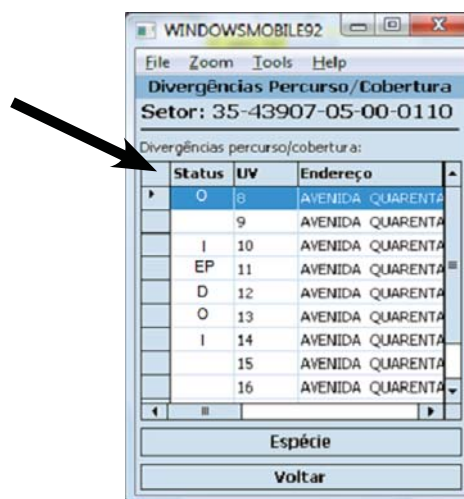 WINDOWSMOBILE92
File Zoom Tools Help
Divergências Percurso/Cobertura
Setor: 35-43907-05-00-0110
Divergências percurso/cobertura:
Status UV Endereço
O 8 AVENIDA QUARENTA
9 AVENIDA QUARENTA
I 10 AVENIDA QUARENTA
EP 11 AVENIDA QUARENTA
D 12 AVENIDA QUARENTA
O 13 AVENIDA QUARENTA
I 14 AVENIDA QUARENTA
15 AVENIDA QUARENTA
16 AVENIDA QUARENTA
Espécie
Voltar